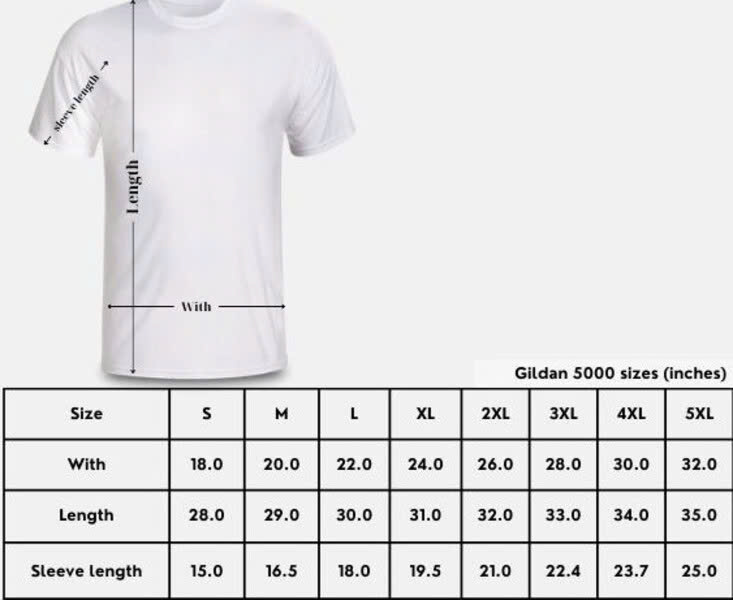 sleeve length
Length
With
Gildan 5000 sizes (inches)
Size S M L XL 2XL 3XL 4XL 5XL
With 18.0 20.0 22.0 24.0 26.0 28.0 30.0 32.0
Length 28.0 29.0 30.0 31.0 32.0 33.0 34.0 35.0
Sleeve length 15.0 16.5 18.0 19.5 21.0 22.4 23.7 25.0